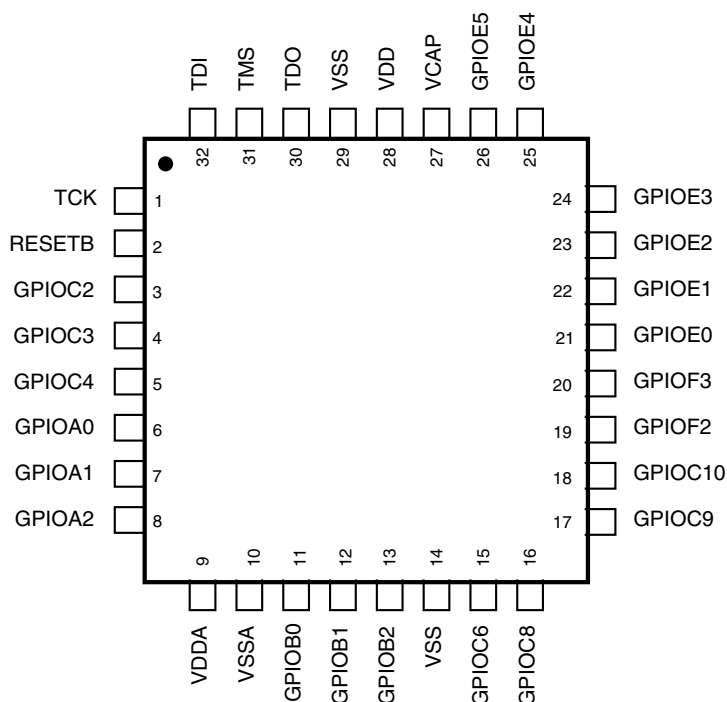 TDI TMS TDO VSS VDD VCAP GPIOE5 GPIOE4
32 31 30 29 28 27 26 25
TCK 1 24 GPIOE3
RESETB 2 23 GPIOE2
GPIOC2 3 22 GPIOE1
GPIOC3 4 21 GPIOE0
GPIOC4 5 20 GPIOF3
GPIOA0 6 19 GPIOF2
GPIOA1 7 18 GPIOC10
GPIOA2 8 17 GPIOC9
9 10 11 12 13 14 15 16
VDDA VSSA GPIOB0 GPIOB1 GPIOB2 VSS GPIOC6 GPIOC8